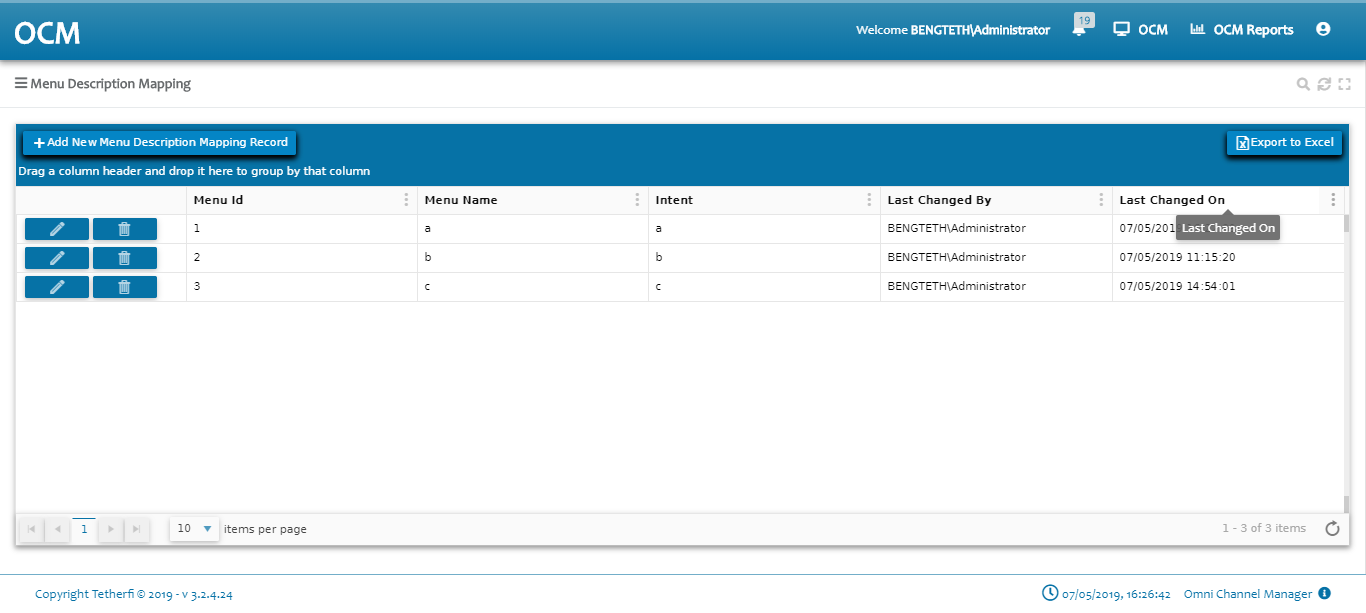 OCM
Welcome BENGTETH\Administrator 19 OCM OCM Reports
Menu Description Mapping
Add New Menu Description Mapping Record Export to Excel
Drag a column header and drop it here to group by that column
Menu Id Menu Name Intent Last Changed By Last Changed On
1 a a BENGTETH\Administrator 07/05/201
Last Changed On
2 b b BENGTETH\Administrator 07/05/2019 11:15:20
3 c c BENGTETH\Administrator 07/05/2019 14:54:01
1 10 items per page 1 - 3 of 3 items
Copyright Tetherfi © 2019 - v 3.2.4.24 07/05/2019, 16:26:42 Omni Channel Manager